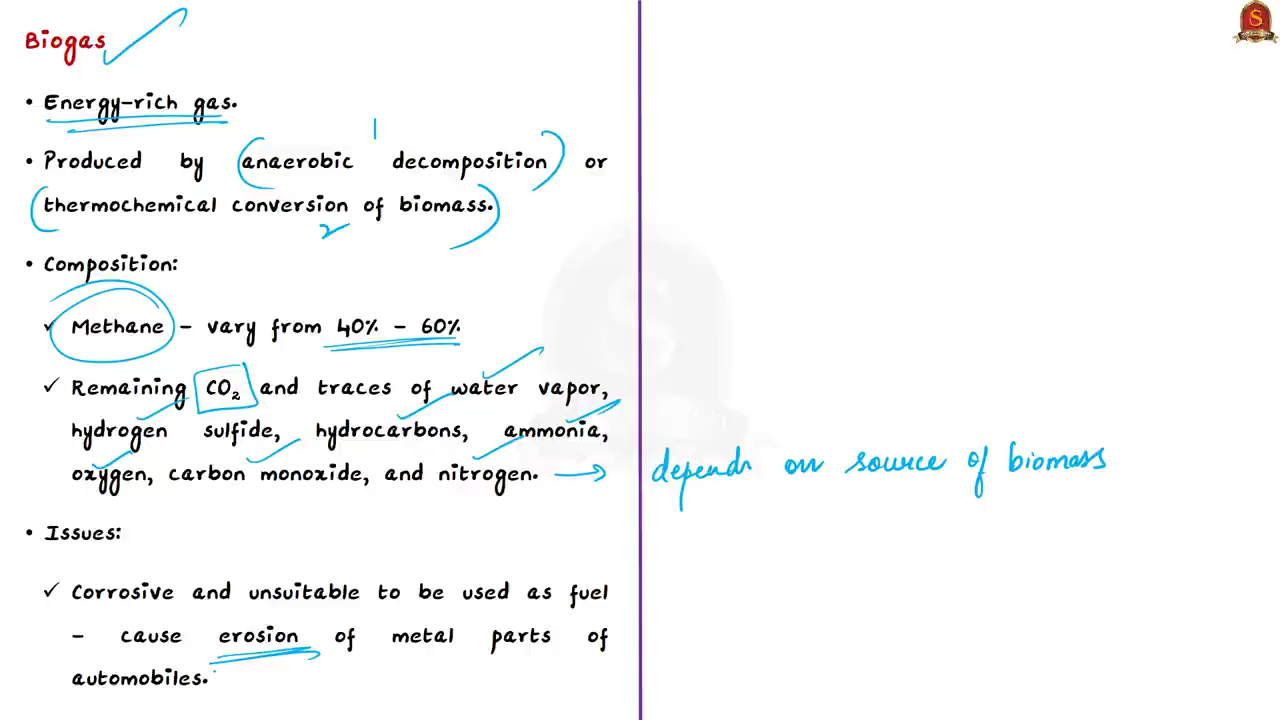 Biogas
• Energy-rich gas.
1
• Produced by (anaerobic decomposition) or
(thermochemical conversion of biomass.)
2
• Composition:
✓ Methane – vary from 40% – 60%
✓ Remaining CO₂ and traces of water vapor,
hydrogen sulfide, hydrocarbons, ammonia,
oxygen, carbon monoxide, and nitrogen. → depends on source of biomass
• Issues:
✓ Corrosive and unsuitable to be used as fuel
– cause erosion of metal parts of
automobiles.
S